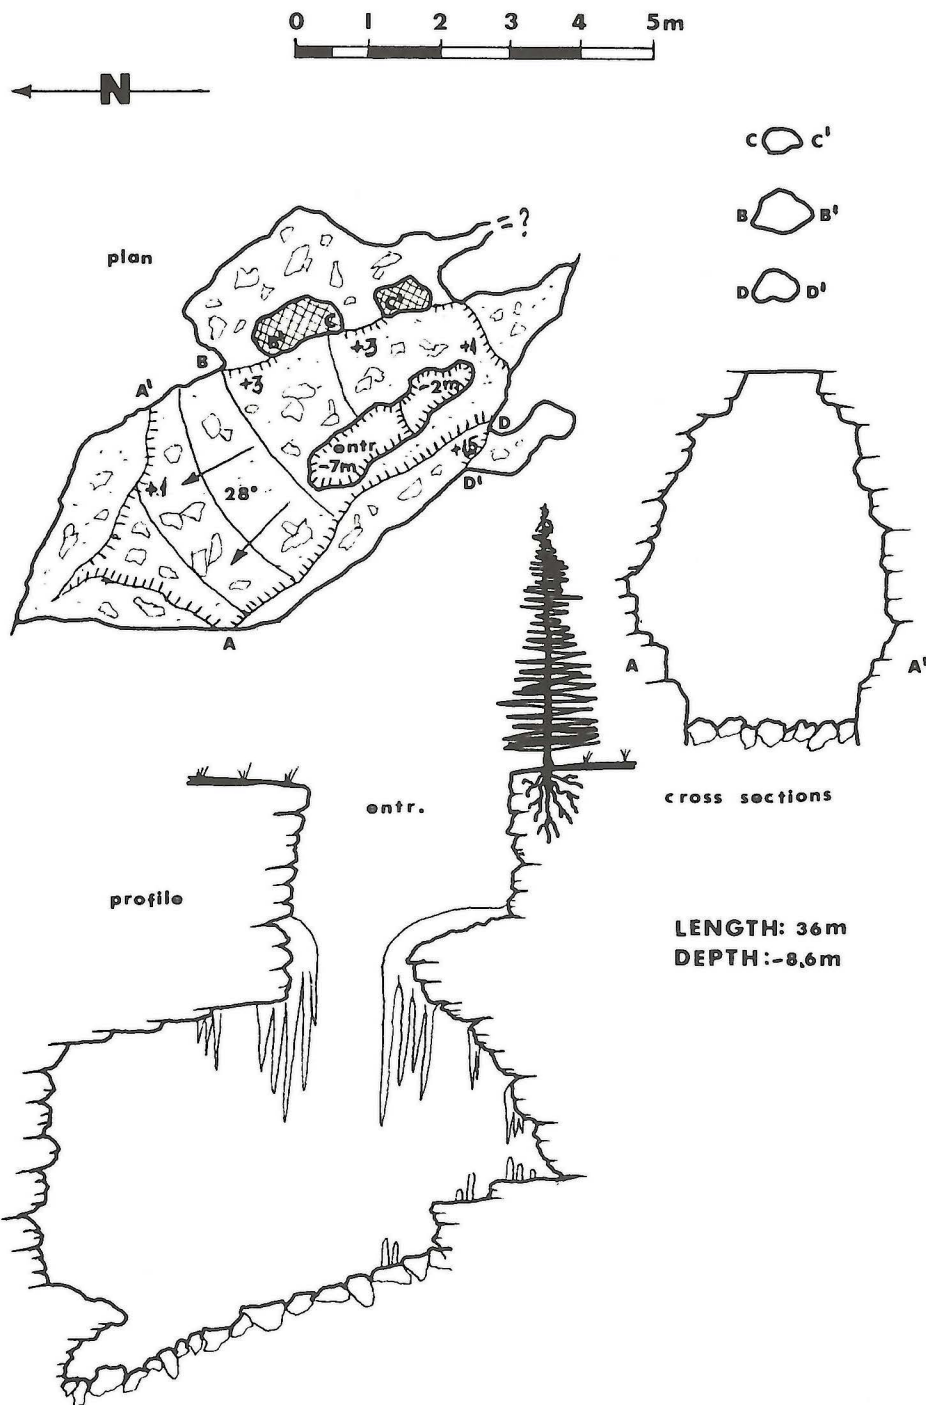 0 1 2 3 4 5m
N
C C'
B B'
D D'
plan
= ?
C'
B' C
B +3 +3 +1
A' -2m
entr. D
-7m +1,5
+1 28° D'
A
A A'
entr.
cross sections
profile
LENGTH: 36m
DEPTH:-8,6m